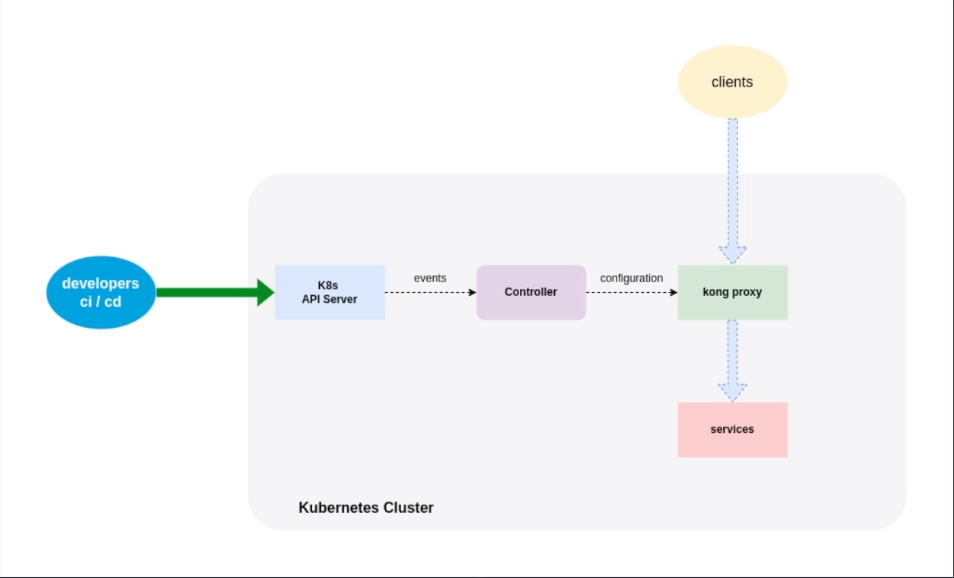 clients
developers
ci / cd
K8s
API Server
events
Controller
configuration
kong proxy
services
Kubernetes Cluster